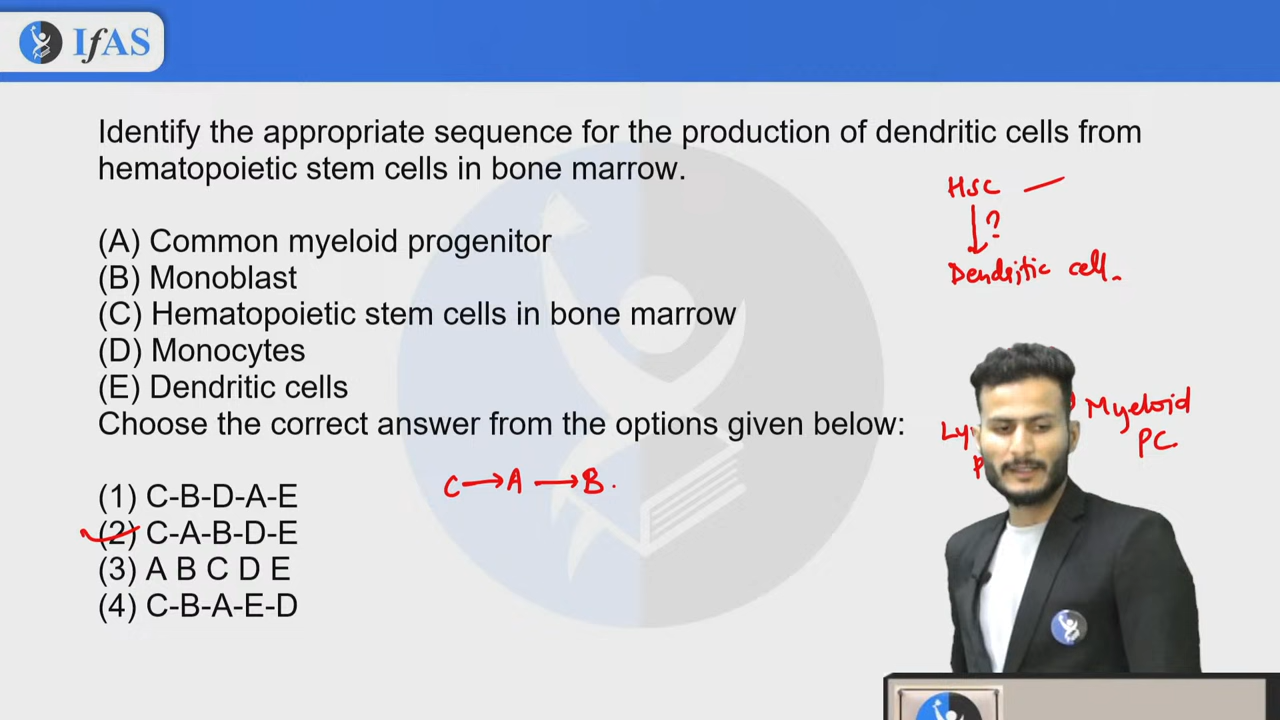 IfAS
Identify the appropriate sequence for the production of dendritic cells from
hematopoietic stem cells in bone marrow.
HSC
?
Dendritic cell.
(A) Common myeloid progenitor
(B) Monoblast
(C) Hematopoietic stem cells in bone marrow
(D) Monocytes
(E) Dendritic cells
Choose the correct answer from the options given below:
Myeloid
PC
C → A → B.
(1) C-B-D-A-E
(2) C-A-B-D-E
(3) A B C D E
(4) C-B-A-E-D